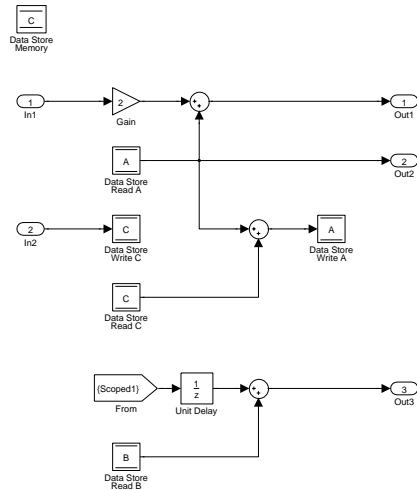 C
Data Store
Memory
1
In1
2
Gain
+
+
1
Out1
A
Data Store
Read A
2
Out2
2
In2
C
Data Store
Write C
+
+
A
Data Store
Write A
C
Data Store
Read C
{Scoped1}
From
1
z
Unit Delay
+
+
3
Out3
B
Data Store
Read B